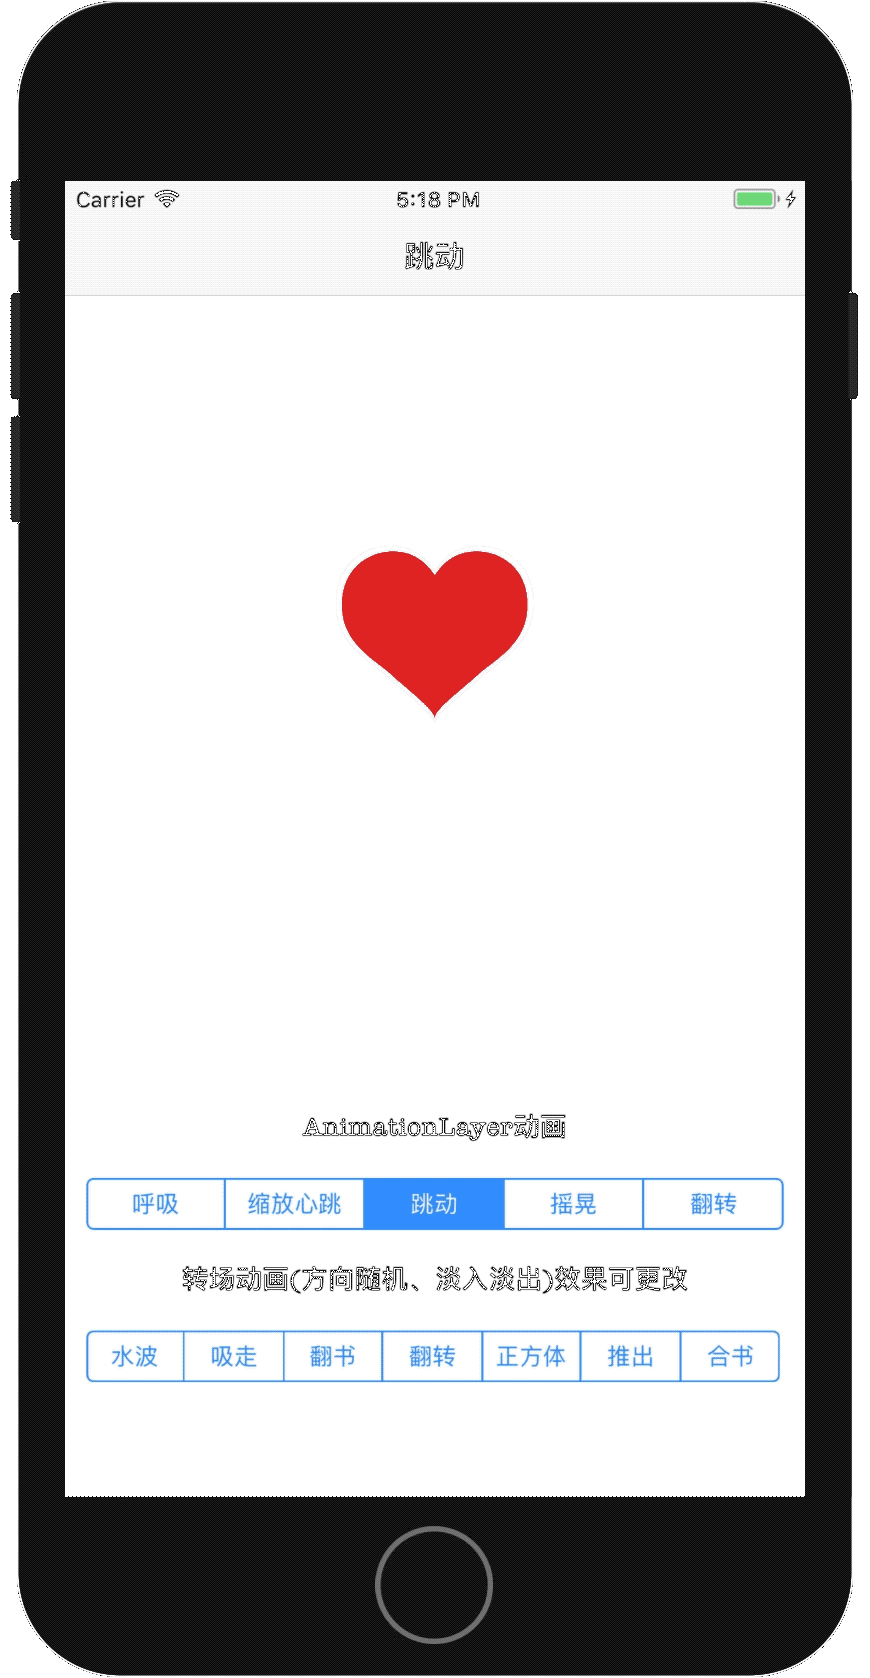 Carrier 5:18 PM
跳动
AnimationLayer动画
呼吸 缩放心跳 跳动 摇晃 翻转
转场动画(方向随机、淡入淡出)效果可更改
水波 吸走 翻书 翻转 正方体 推出 合书